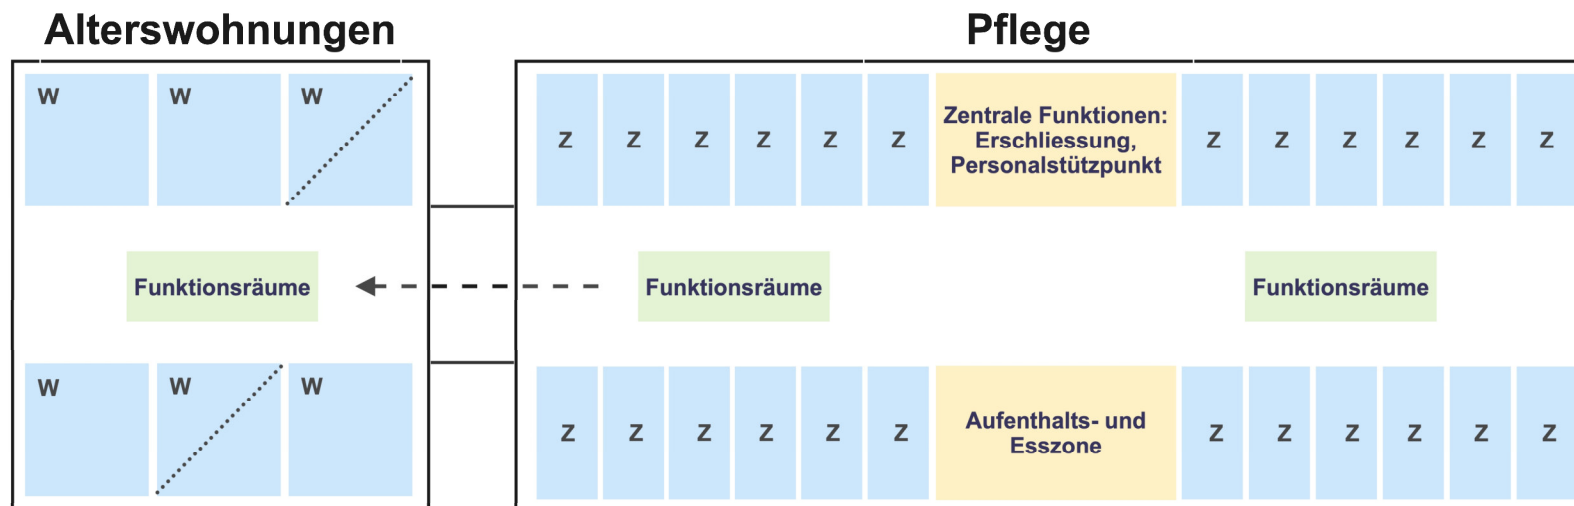 Alterswohnungen
Pflege
W W W
Z Z Z Z Z Z
Zentrale Funktionen:
Erschliessung,
Personalstützpunkt
Z Z Z Z Z Z
Funktionsräume
Funktionsräume
Funktionsräume
W W W
Z Z Z Z Z Z
Aufenthalts- und
Esszone
Z Z Z Z Z Z